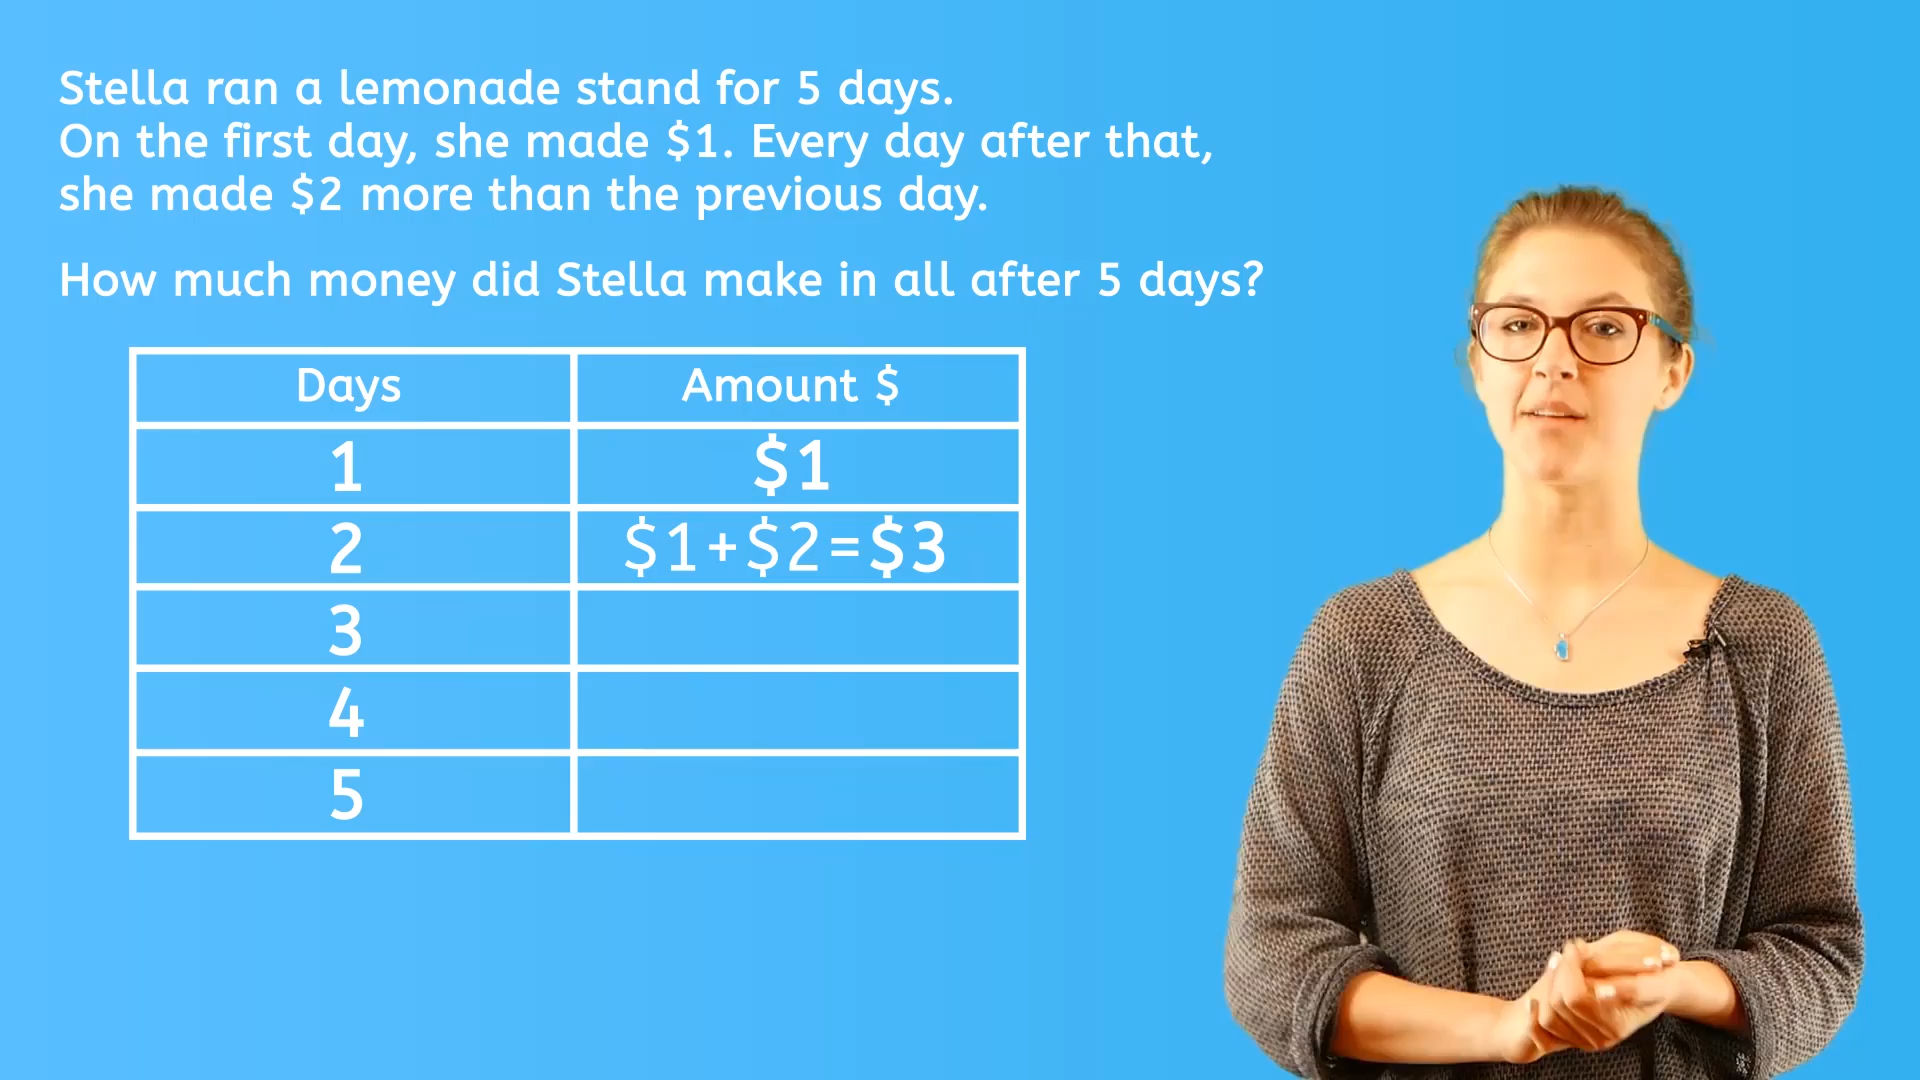 Stella ran a lemonade stand for 5 days.
On the first day, she made $1. Every day after that,
she made $2 more than the previous day.
How much money did Stella make in all after 5 days?
Days Amount $
1 $1
2 $1+$2=$3
3
4
5